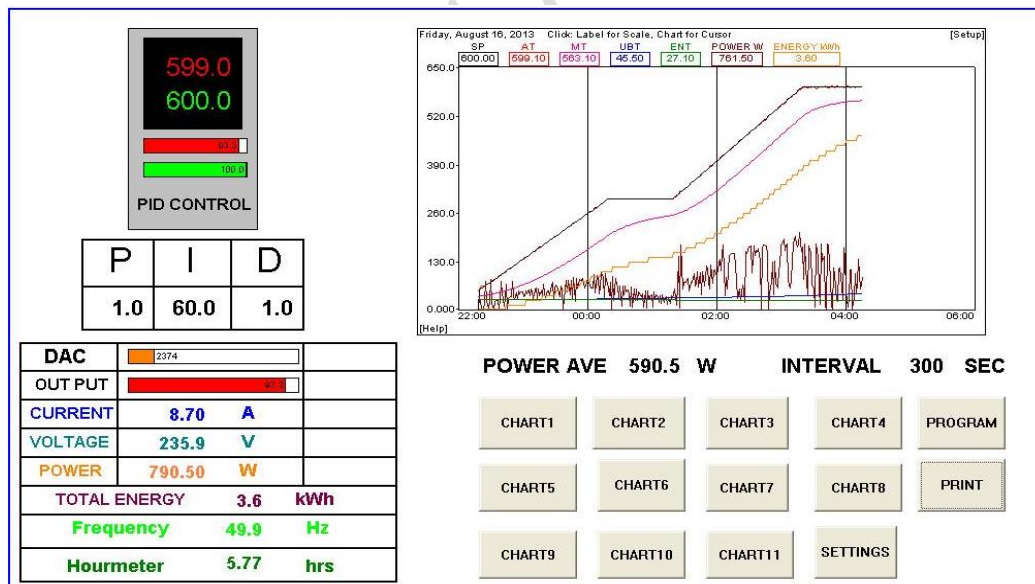 599.0
600.0
93.3
100.0
PID CONTROL
P I D
1.0 60.0 1.0
DAC 2374
OUT PUT
CURRENT 8.70 A
VOLTAGE 235.9 V
POWER 790.50 W
TOTAL ENERGY 3.6 kWh
Frequency 49.9 Hz
Hourmeter 5.77 hrs
Friday, August 16, 2013 Click: Label for Scale, Chart for Cursor [Setup]
SP AT MT UBT ENT POWER W ENERGY kWh
600.00 599.10 563.10 45.50 27.10 761.50 3.60
650.0
520.0
390.0
260.0
130.0
0.000
22:00 00:00 02:00 04:00 06:00
[Help]
POWER AVE 590.5 W INTERVAL 300 SEC
CHART1 CHART2 CHART3 CHART4 PROGRAM
CHART5 CHART6 CHART7 CHART8 PRINT
CHART9 CHART10 CHART11 SETTINGS